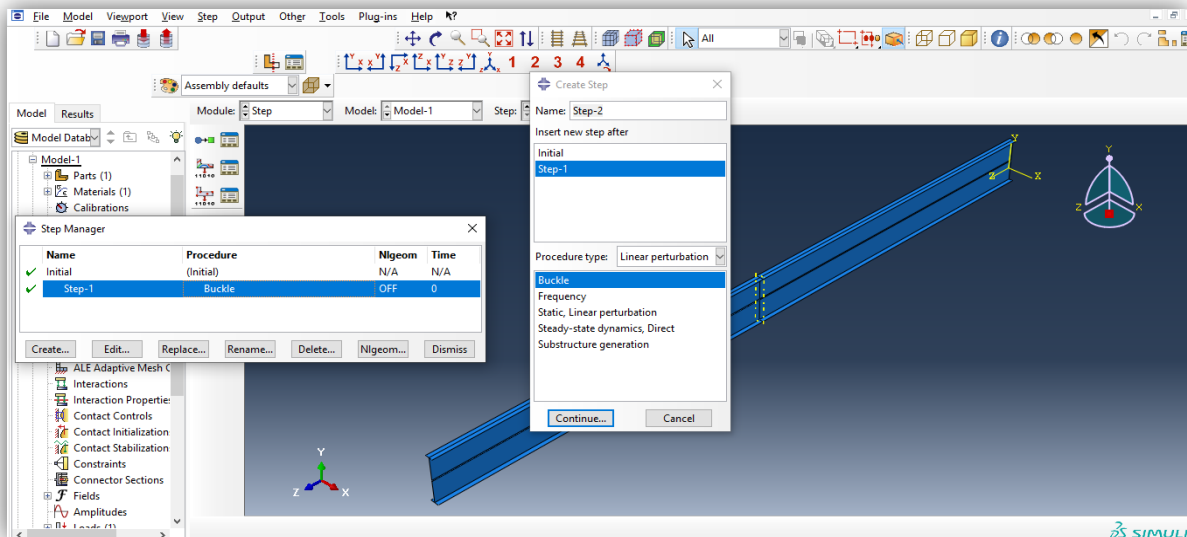 File Model Viewport View Step Output Other Tools Plug-ins Help
All
1 2 3 4
Assembly defaults
Model Results
Module: Step Model: Model-1 Step:
Model Datab
Model-1
Parts (1)
Materials (1)
Calibrations
Step Manager
Name Procedure Nlgeom Time
Initial (Initial) N/A N/A
Step-1 Buckle OFF 0
Create... Edit... Replace... Rename... Delete... Nlgeom... Dismiss
ALE Adaptive Mesh C
Interactions
Interaction Propertie
Contact Controls
Contact Initialization
Contact Stabilization
Constraints
Connector Sections
Fields
Amplitudes
Loads (1)
Create Step
Name: Step-2
Insert new step after
Initial
Step-1
Procedure type: Linear perturbation
Buckle
Frequency
Static, Linear perturbation
Steady-state dynamics, Direct
Substructure generation
Continue... Cancel
Y
Z X
Y
Z X
Y
Z X
SIMULI